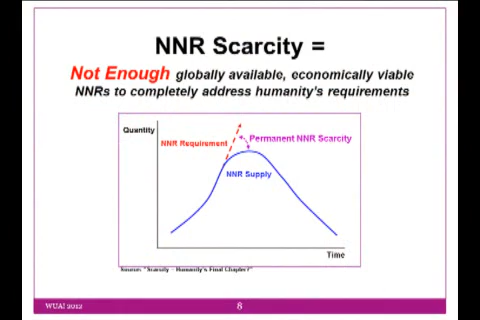 NNR Scarcity =
Not Enough globally available, economically viable
NNRs to completely address humanity's requirements
Quantity
Permanent NNR Scarcity
NNR Requirement
NNR Supply
Time
Source: "Scarcity - Humanity's Final Chapter?"
WUA! 2012
8